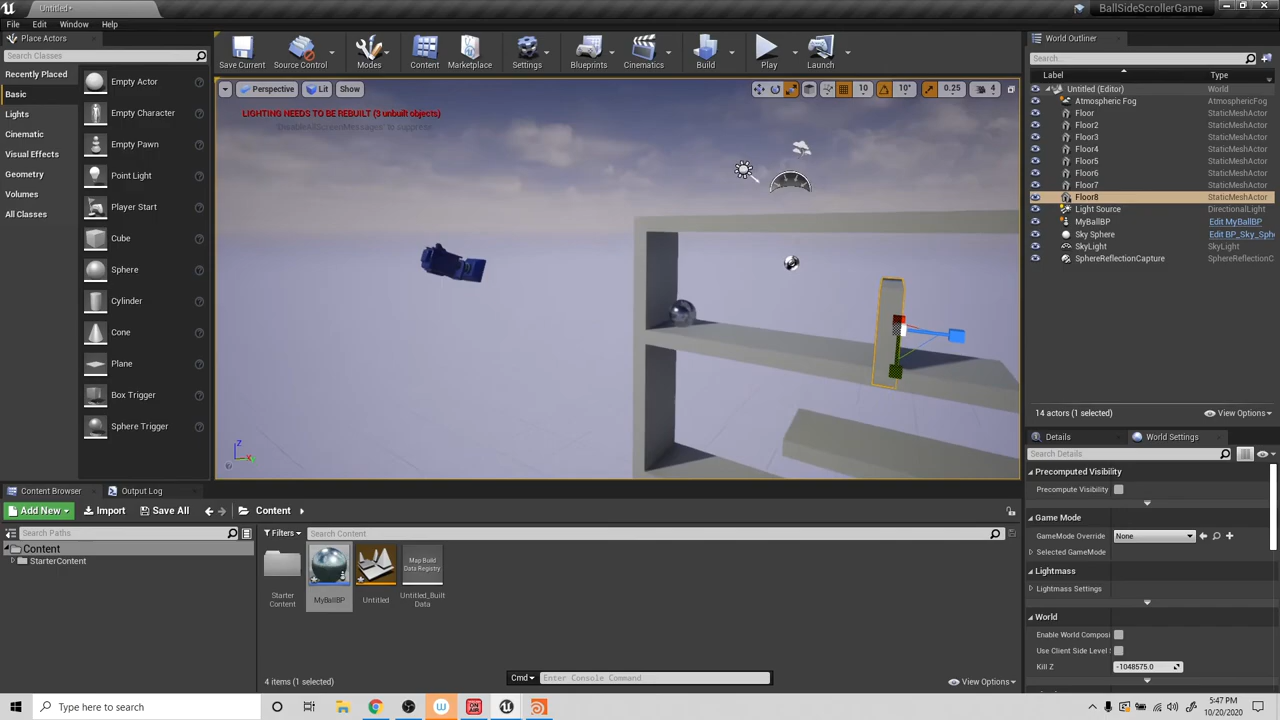 Untitled*
BallSideScrollerGame
File Edit Window Help
Place Actors
Search Classes
Recently Placed
Basic
Lights
Cinematic
Visual Effects
Geometry
Volumes
All Classes
Empty Actor
Empty Character
Empty Pawn
Point Light
Player Start
Cube
Sphere
Cylinder
Cone
Plane
Box Trigger
Sphere Trigger
Save Current Source Control Modes Content Marketplace Settings Blueprints Cinematics Build Play Launch
Perspective Lit Show 10 10° 0.25 4
LIGHTING NEEDS TO BE REBUILT (3 unbuilt objects)
'DisableAllScreenMessages' to suppress
Z
X
World Outliner
Search...
Label Type
Untitled (Editor) World
Atmospheric Fog AtmosphericFog
Floor StaticMeshActor
Floor2 StaticMeshActor
Floor3 StaticMeshActor
Floor4 StaticMeshActor
Floor5 StaticMeshActor
Floor6 StaticMeshActor
Floor7 StaticMeshActor
Floor8 StaticMeshActor
Light Source DirectionalLight
MyBallBP Edit MyBallBP
Sky Sphere Edit BP_Sky_Sph
SkyLight SkyLight
SphereReflectionCapture SphereReflectionC
14 actors (1 selected) View Options
Details World Settings
Search Details
Precomputed Visibility
Precompute Visibility
Game Mode
GameMode Override None
Selected GameMode
Lightmass
Lightmass Settings
World
Enable World Composi
Use Client Side Level S
Kill Z -1048575.0
Content Browser Output Log
Add New Import Save All Content
Search Paths
Content
StarterContent
Filters Search Content
Map Build
Data Registry
Starter
Content
MyBallBP
Untitled
Untitled_Built
Data
4 items (1 selected) Cmd Enter Console Command View Options
Type here to search
5:47 PM
10/20/2020